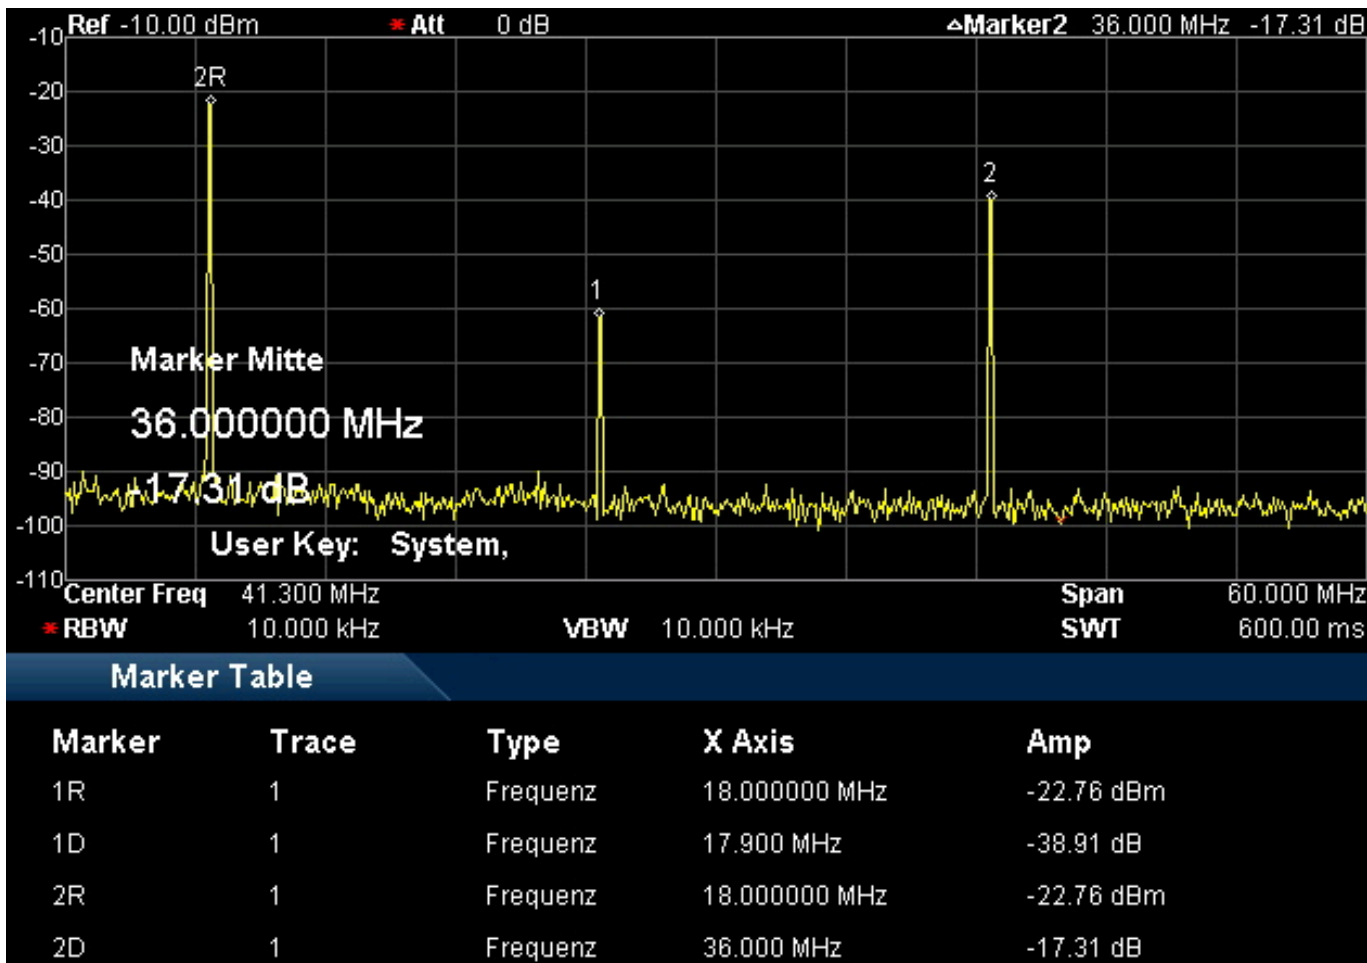 Ref -10.00 dBm * Att 0 dB ▵Marker2 36.000 MHz -17.31 dB
-10
2R
-20
-30
2
-40
-50
1
-60
Marker Mitte
-70
36.000000 MHz
-80
-90
-17.31 dB
-100
User Key: System,
-110
Center Freq 41.300 MHz Span 60.000 MHz
* RBW 10.000 kHz VBW 10.000 kHz SWT 600.00 ms
Marker Table
Marker Trace Type X Axis Amp
1R 1 Frequenz 18.000000 MHz -22.76 dBm
1D 1 Frequenz 17.900 MHz -38.91 dB
2R 1 Frequenz 18.000000 MHz -22.76 dBm
2D 1 Frequenz 36.000 MHz -17.31 dB